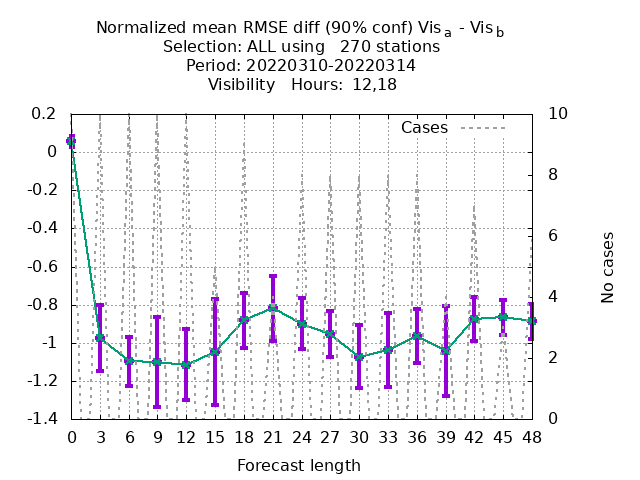 Normalized mean RMSE diff (90% conf) Vis a - Vis b
Selection: ALL using 270 stations
Period: 20220310-20220314
Visibility Hours: 12,18
Cases
0.2
0
-0.2
-0.4
-0.6
-0.8
-1
-1.2
-1.4
10
8
6
4
2
0
No cases
0 3 6 9 12 15 18 21 24 27 30 33 36 39 42 45 48
Forecast length